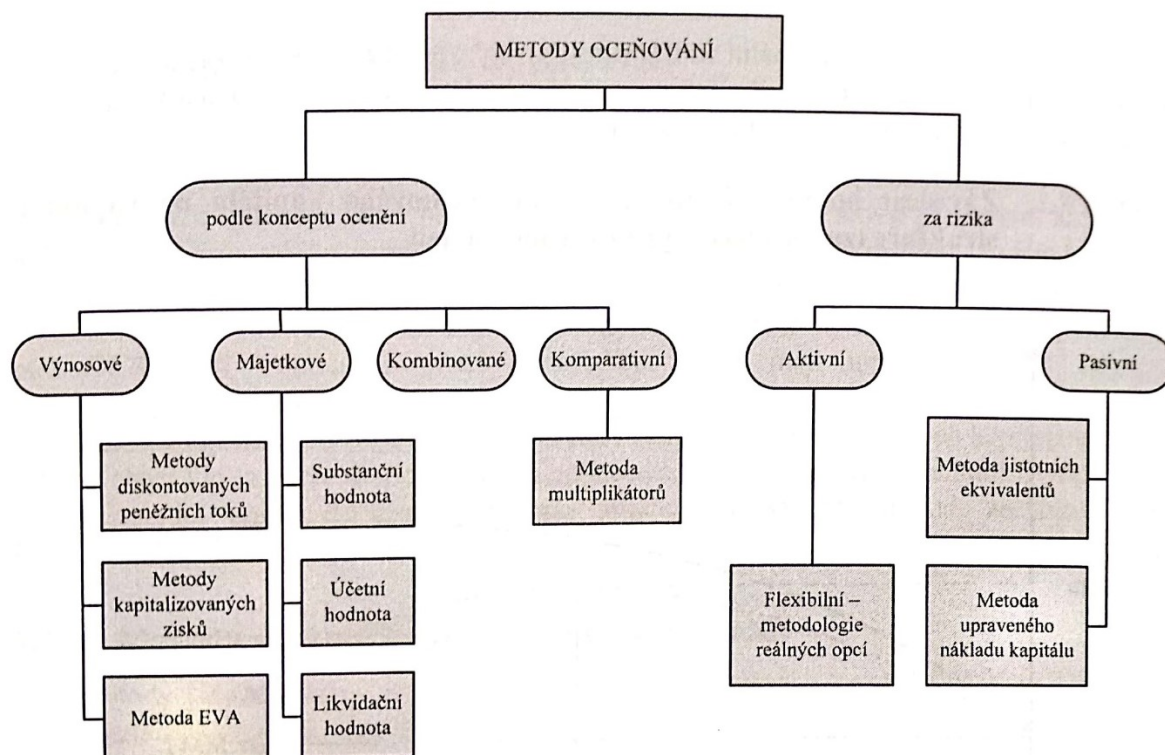 METODY OCEŇOVÁNÍ
podle konceptu ocenění
za rizika
Výnosové
Majetkové
Kombinované
Komparativní
Aktivní
Pasivní
Metody
diskontovaných
peněžních toků
Substanční
hodnota
Metoda
multiplikátorů
Metoda jistotních
ekvivalentů
Metody
kapitalizovaných
zisků
Účetní
hodnota
Flexibilní –
metodologie
reálných opcí
Metoda
upraveného
nákladu kapitálu
Metoda EVA
Likvidační
hodnota